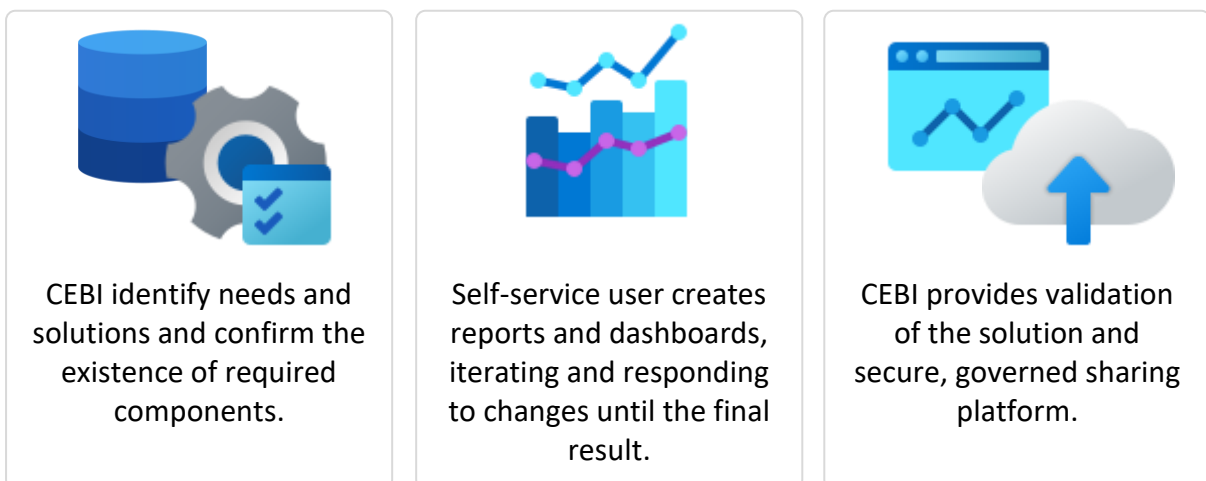 CEBI identify needs and
solutions and confirm the
existence of required
components.
Self-service user creates
reports and dashboards,
iterating and responding
to changes until the final
result.
CEBI provides validation
of the solution and
secure, governed sharing
platform.